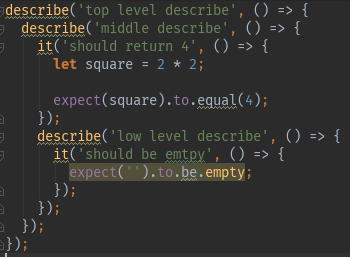 describe('top level describe', () => {
describe('middle describe', () => {
it('should return 4', () => {
let square = 2 * 2;
expect(square).to.equal(4);
});
describe('low level describe', () => {
it('should be emtpy', () => {
expect('').to.be.empty;
});
});
});
});